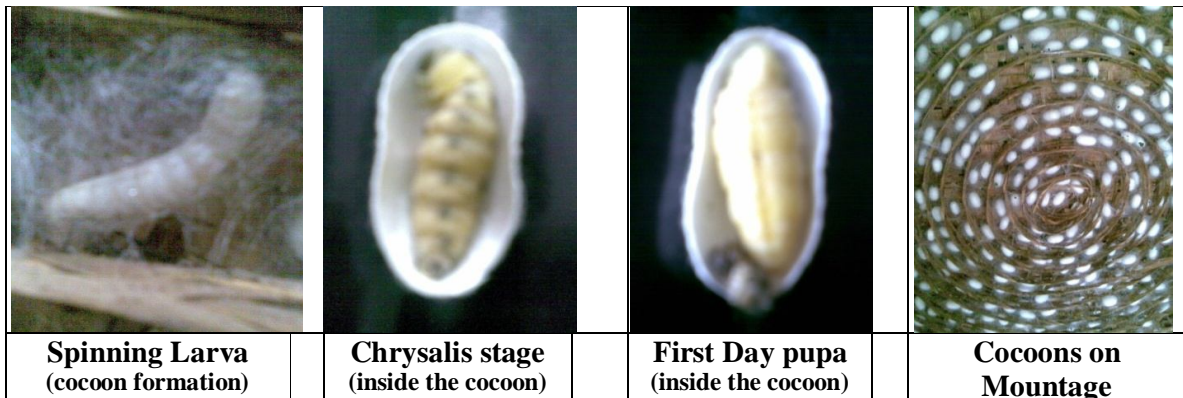 Spinning Larva
(cocoon formation)
Chrysalis stage
(inside the cocoon)
First Day pupa
(inside the cocoon)
Cocoons on
Mountage